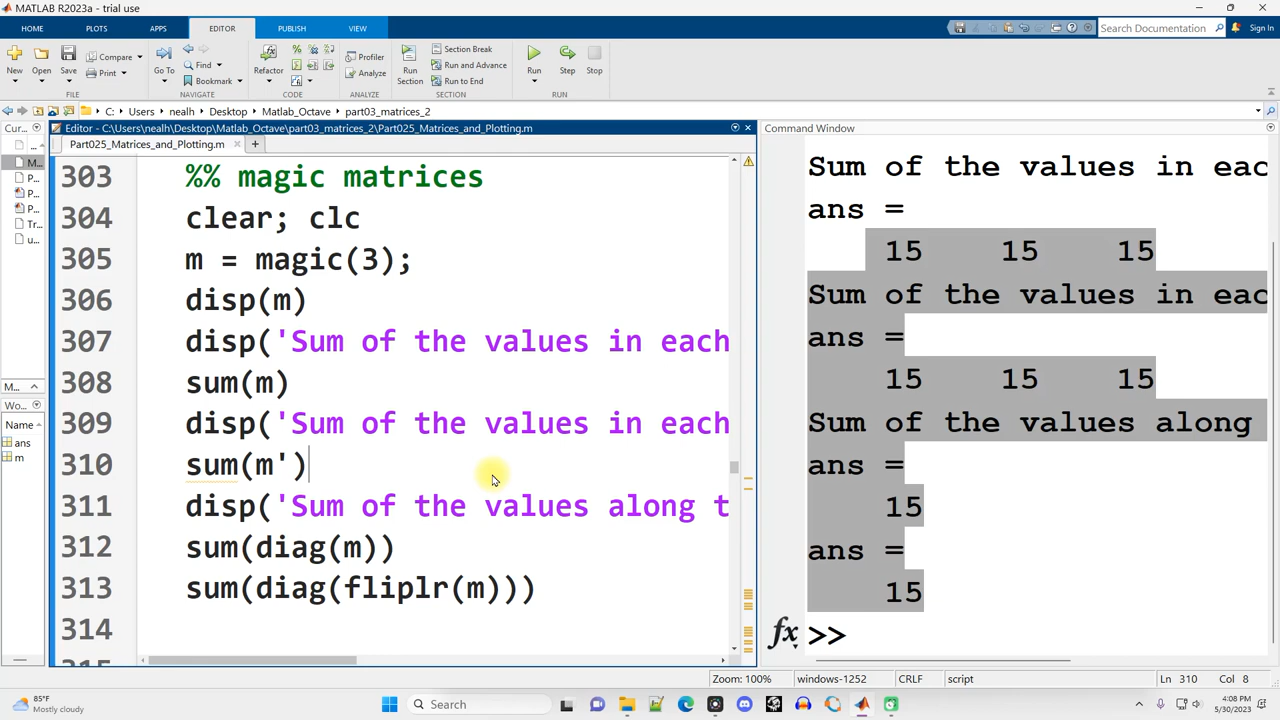 MATLAB R2023a - trial use
HOME PLOTS APPS EDITOR PUBLISH VIEW Search Documentation Sign In
New Open Save Compare Print Go To Find Bookmark Refactor Profiler Analyze Run Section Section Break Run and Advance Run to End Run Step Stop
FILE NAVIGATE CODE ANALYZE SECTION RUN
C: Users nealh Desktop Matlab_Octave part03_matrices_2
Cur... Editor - C:\Users\nealh\Desktop\Matlab_Octave\part03_matrices_2\Part025_Matrices_and_Plotting.m Command Window
Part025_Matrices_and_Plotting.m +
...
M...
P...
P...
P...
Tr...
u...
M...
Wo...
Name
ans
m
303 %% magic matrices
304 clear; clc
305 m = magic(3);
306 disp(m)
307 disp('Sum of the values in each
308 sum(m)
309 disp('Sum of the values in each
310 sum(m')
311 disp('Sum of the values along t
312 sum(diag(m))
313 sum(diag(fliplr(m)))
314
Sum of the values in eac
ans =
15 15 15
Sum of the values in eac
ans =
15 15 15
Sum of the values along
ans =
15
ans =
15
fx >>
Zoom: 100% windows-1252 CRLF script Ln 310 Col 8
85°F
Mostly cloudy
Search
4:08 PM
5/30/2023